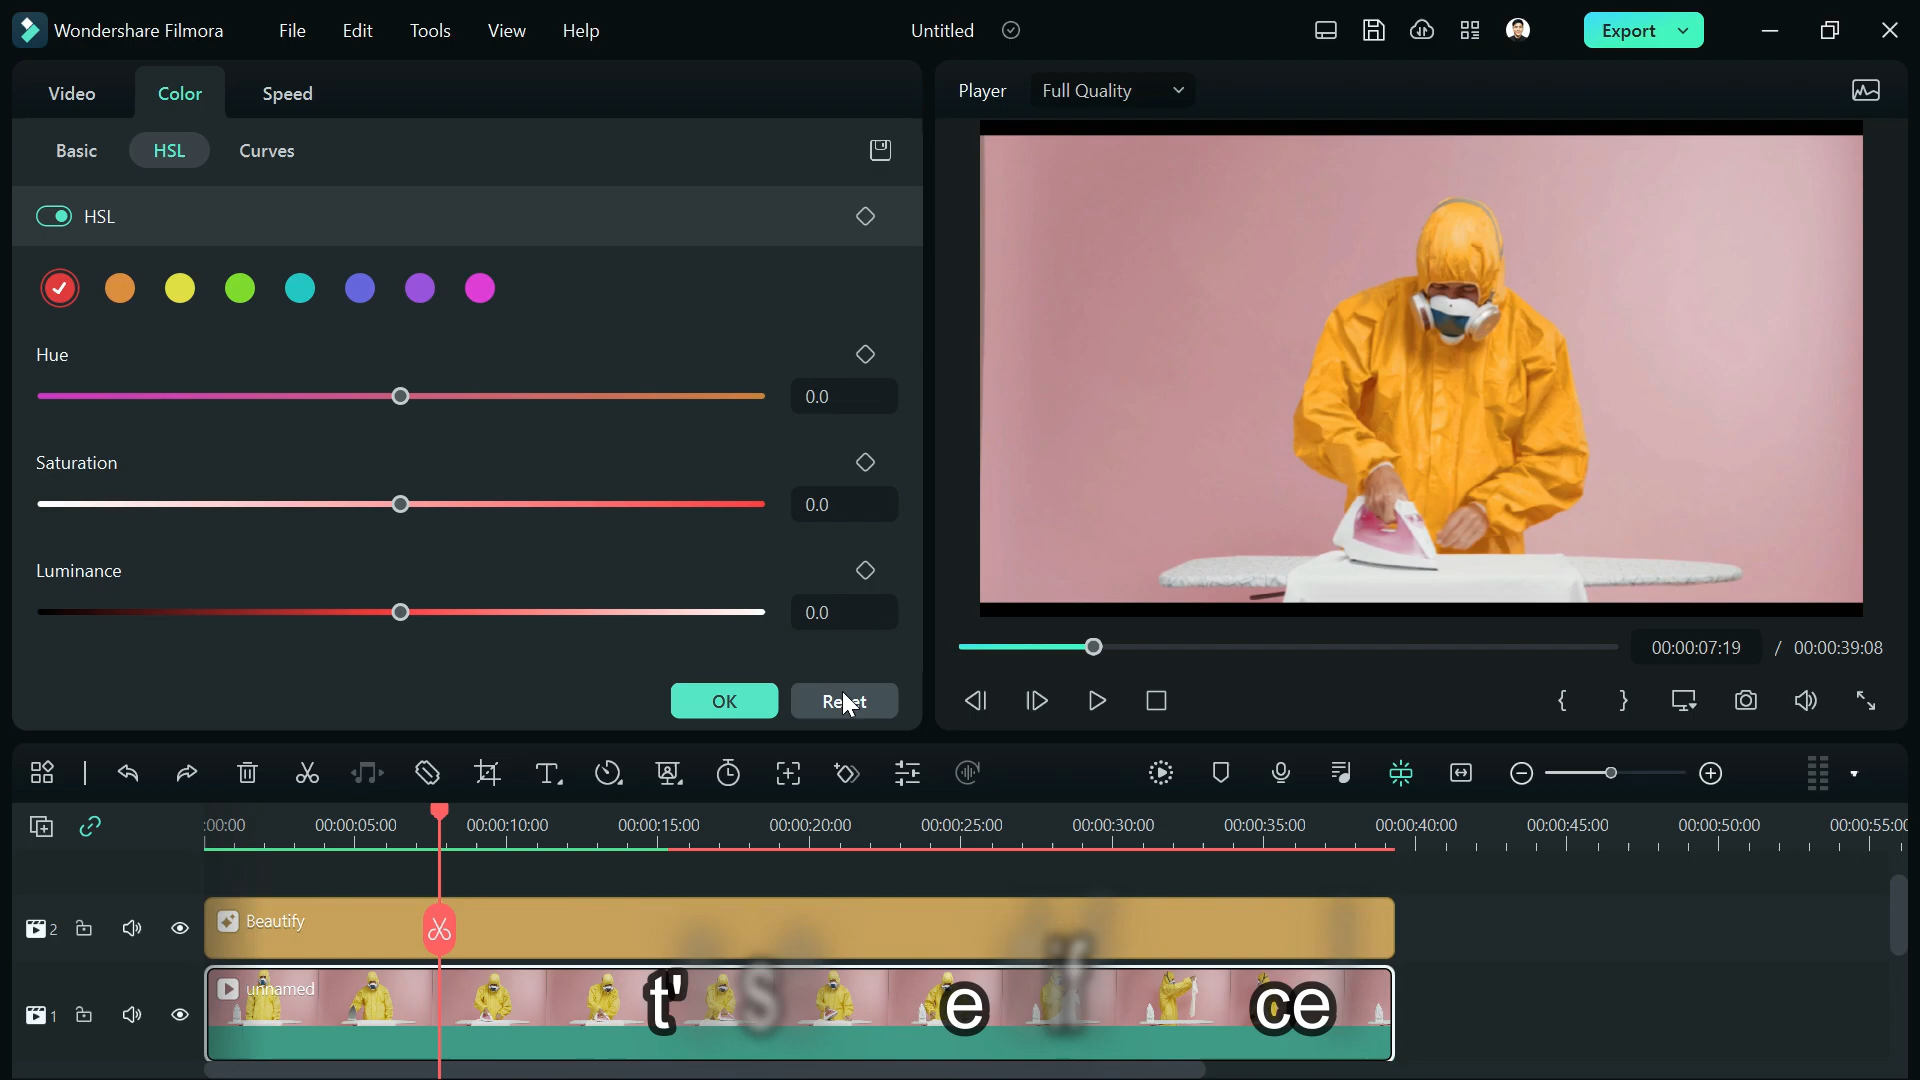 Wondershare Filmora File Edit Tools View Help Untitled Export
Video Color Speed
Player Full Quality
Basic HSL Curves
HSL
Hue
0.0
Saturation
0.0
Luminance
0.0
00:00:07:19 / 00:00:39:08
OK Reset
:00:00 00:00:05:00 00:00:10:00 00:00:15:00 00:00:20:00 00:00:25:00 00:00:30:00 00:00:35:00 00:00:40:00 00:00:45:00 00:00:50:00 00:00:55:00
2 Beautify
1 unnamed